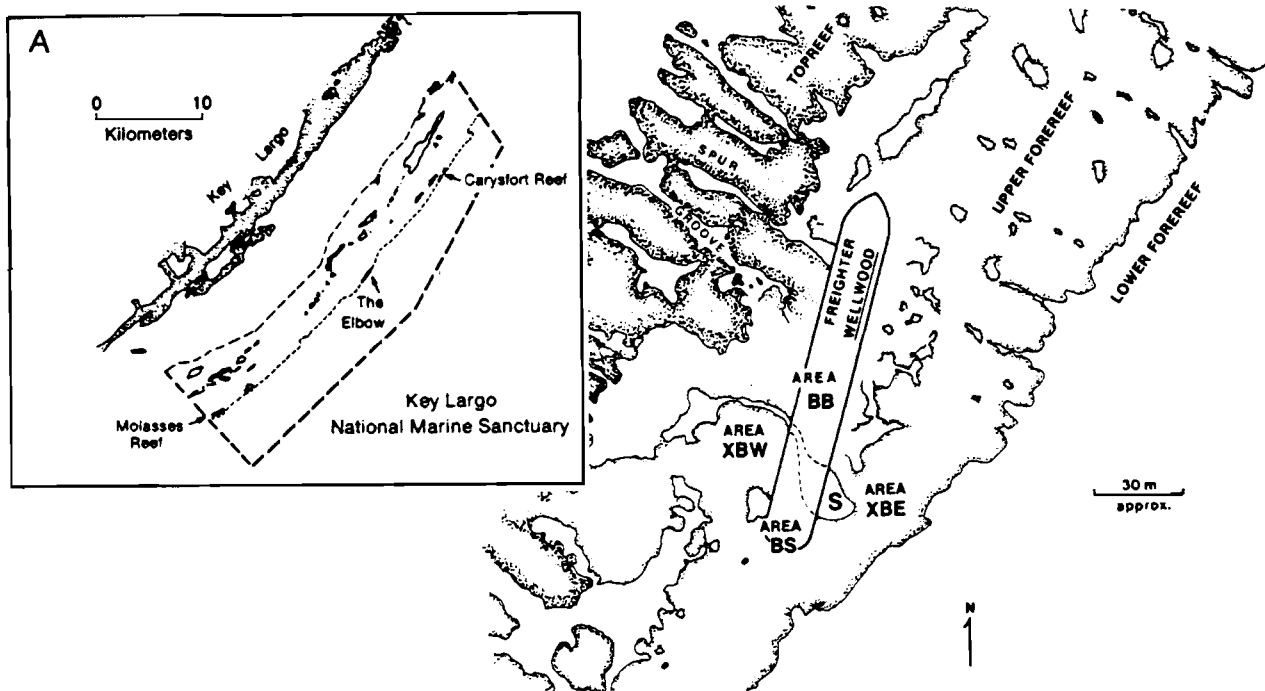 A
0 10
Kilometers
Key Largo
Carysfort Reef
The
Elbow
Molasses
Reef
Key Largo
National Marine Sanctuary
TOPREEF
SPUR
GROOVE
UPPER FOREREEF
LOWER FOREREEF
FREIGHTER
WELLWOOD
AREA
BB
AREA
XBW
S
AREA
XBE
AREA
BS
30 m
approx.
N